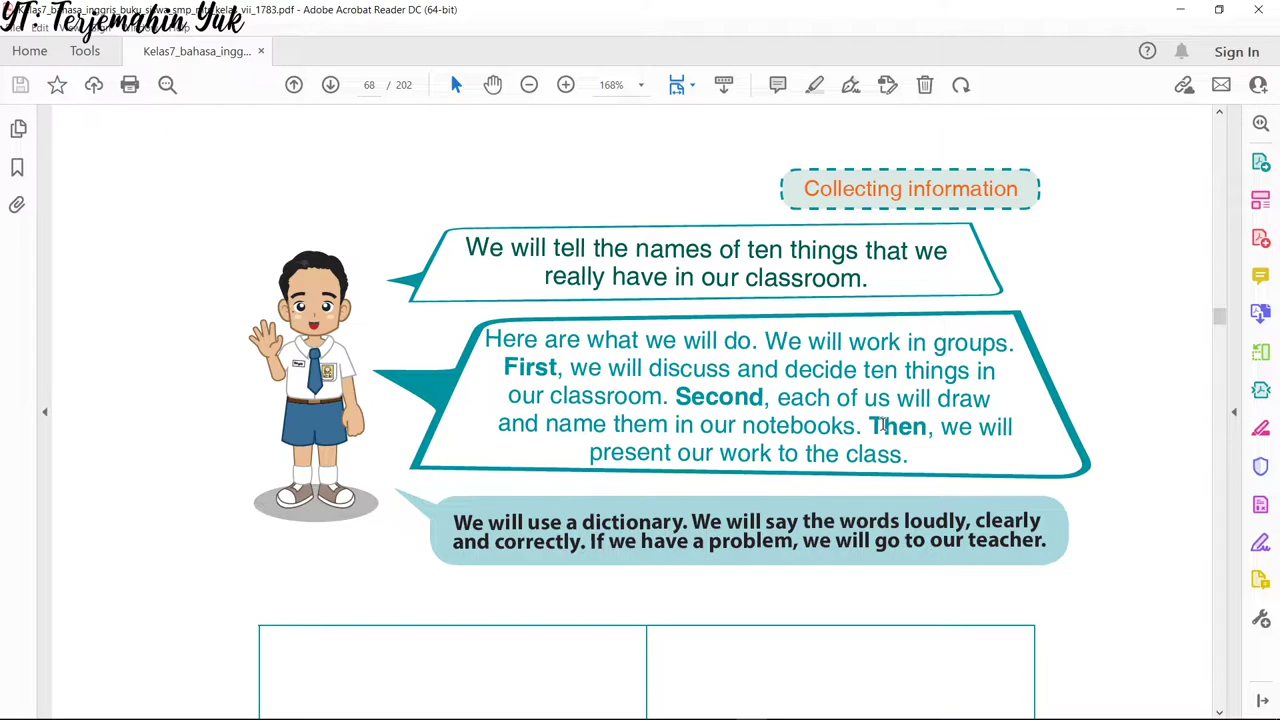 Kelas7_bahasa_inggris_buku_siswa_smp_mts_kelas_vii_1783.pdf - Adobe Acrobat Reader DC (64-bit)
YT: Terjemahin Yuk
Home Tools Kelas7_bahasa_ingg... × Sign In
68 / 202 168%
Collecting information
We will tell the names of ten things that we
really have in our classroom.
Here are what we will do. We will work in groups.
First, we will discuss and decide ten things in
our classroom. Second, each of us will draw
and name them in our notebooks. Then, we will
present our work to the class.
We will use a dictionary. We will say the words loudly, clearly
and correctly. If we have a problem, we will go to our teacher.